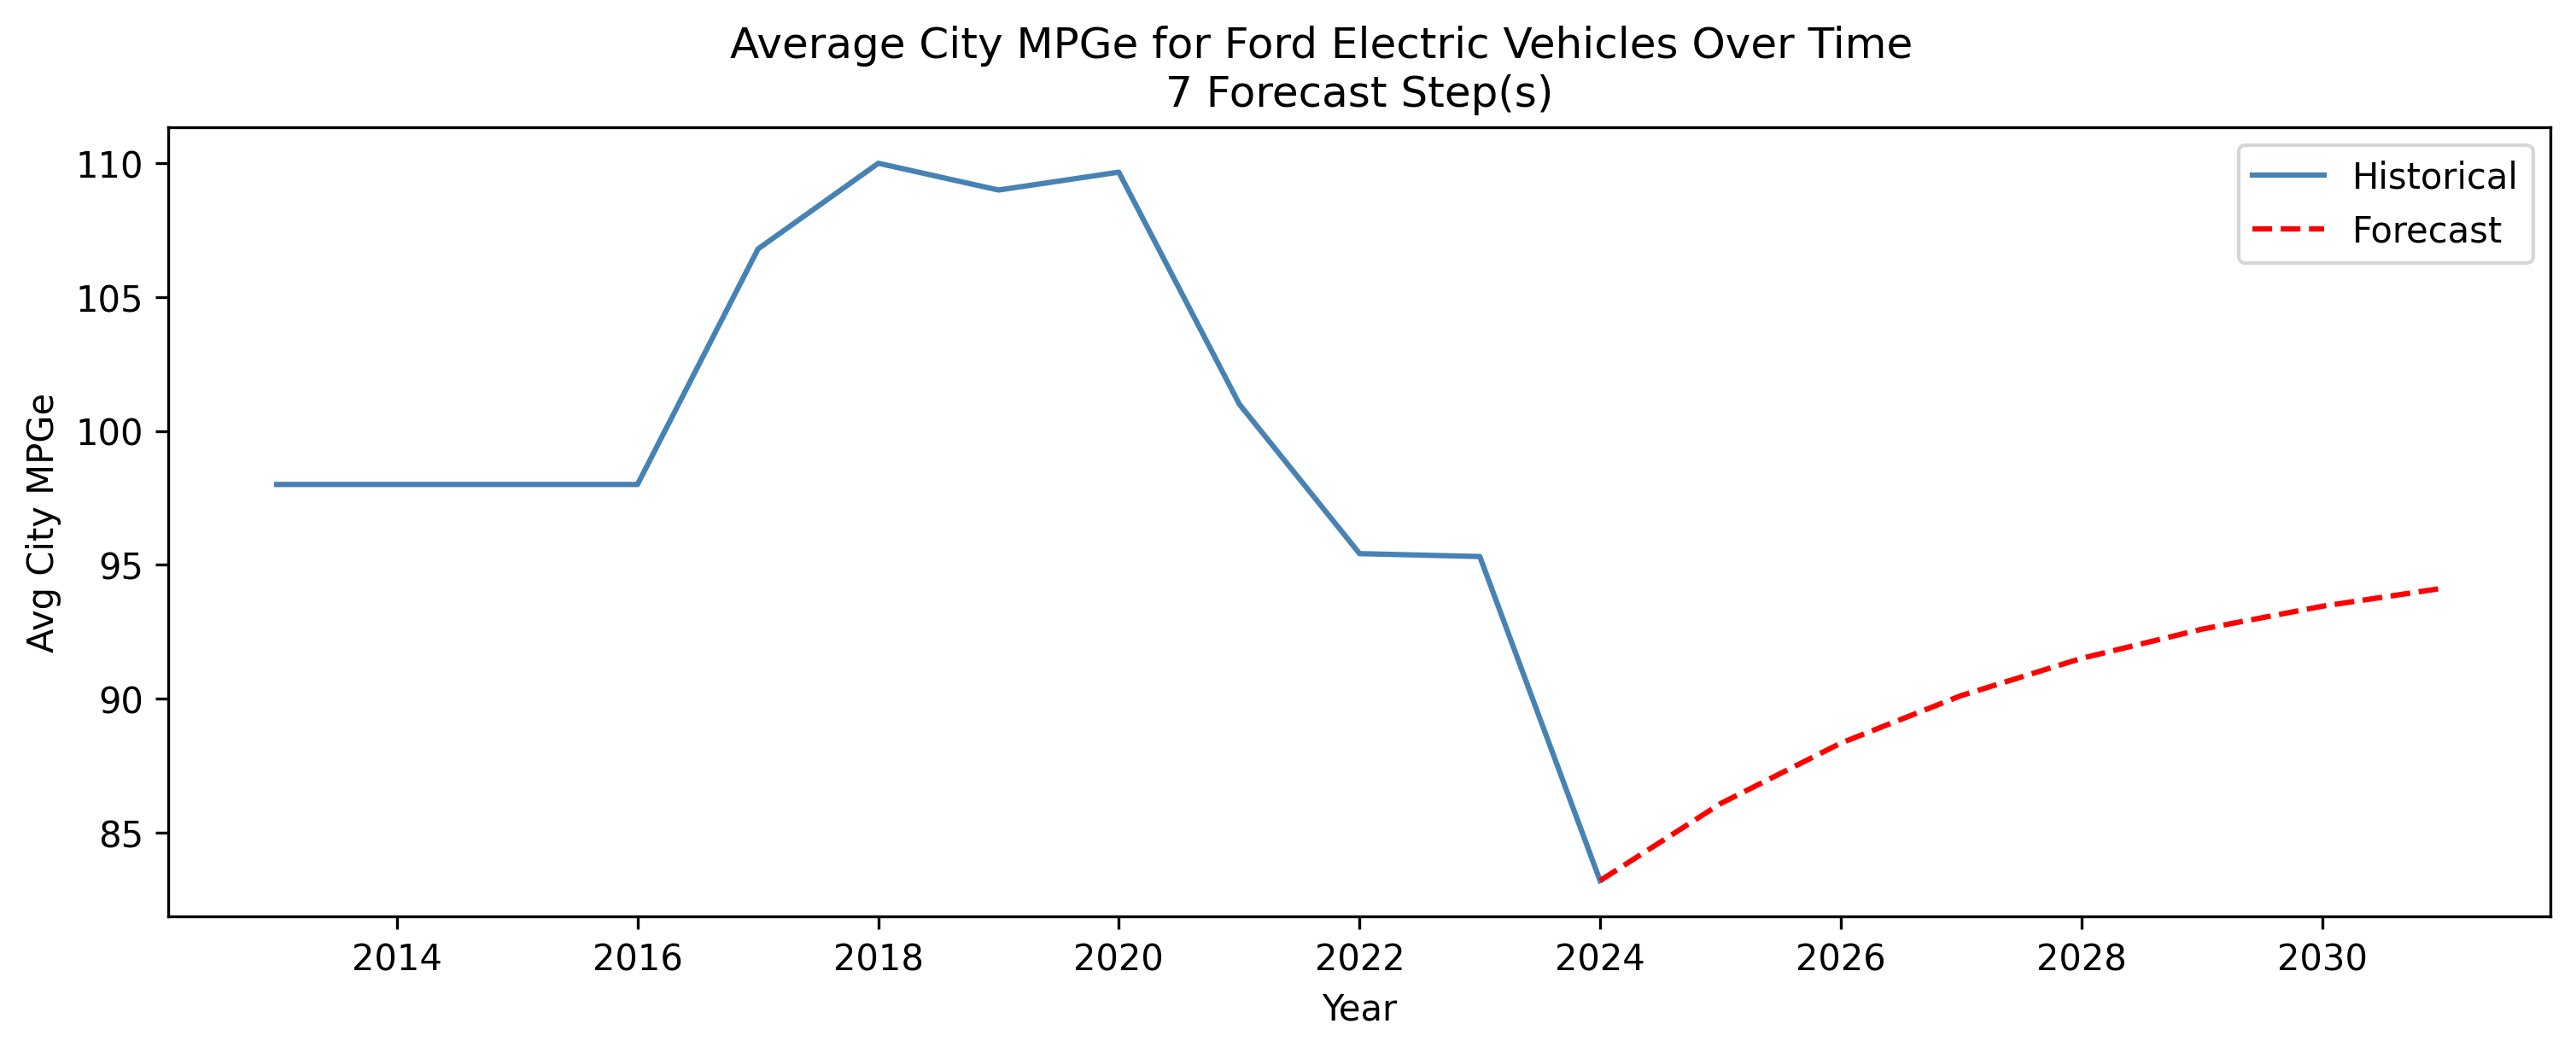 Average City MPGe for Ford Electric Vehicles Over Time
7 Forecast Step(s)
110
105
100
95
90
85
Avg City MPGe
Historical
Forecast
2014 2016 2018 2020 2022 2024 2026 2028 2030
Year